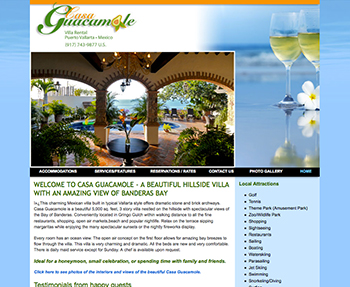 Casa
Guacamole
Villa Rental
Puerto Vallarta • Mexico
(517) 743-9877 U.S.
ACCOMMODATIONS
SERVICES/FEATURES
RESERVATIONS / RATES
CONTACT US
PHOTO GALLERY
HOME
WELCOME TO CASA GUACAMOLE - A BEAUTIFUL HILLSIDE VILLA
WITH AN AMAZING VIEW OF BANDERAS BAY
This charming Mexican villa built in typical Vallarta style offers dramatic stone and brick archways.
Casa Guacamole is a beautiful 5,000 sq. feet, 3 story villa nestled on the hillside with spectacular views of
the Bay of Banderas. Conveniently located in Gringo Gulch within walking distance to all the fine
restaurants, shopping, open air markets,beach and popular nightlife. Relax on the terrace sipping
margaritas while enjoying the many spectacular sunsets or the nightly fireworks display.
Every room has an ocean view. The open air concept on the first floor allows for amazing bay breezes to
flow through the villa. This villa is very charming and dramatic. All the beds are new and very comfortable.
There is daily maid service except for Sunday. A chef is available upon request.
Ideal for a honeymoon, small celebration, or spending time with family and friends.
Click here to see photos of the interiors and views of the beautiful Casa Guacamole.
Testimonials from happy guests
Local Attractions
Golf
Tennis
Theme Park (Amusement Park)
Zoo/Wildlife Park
Shopping
Sightseeing
Restaurants
Sailing
Boating
Waterskiing
Parasailing
Jet Skiing
Swimming
Snorkeling/Diving